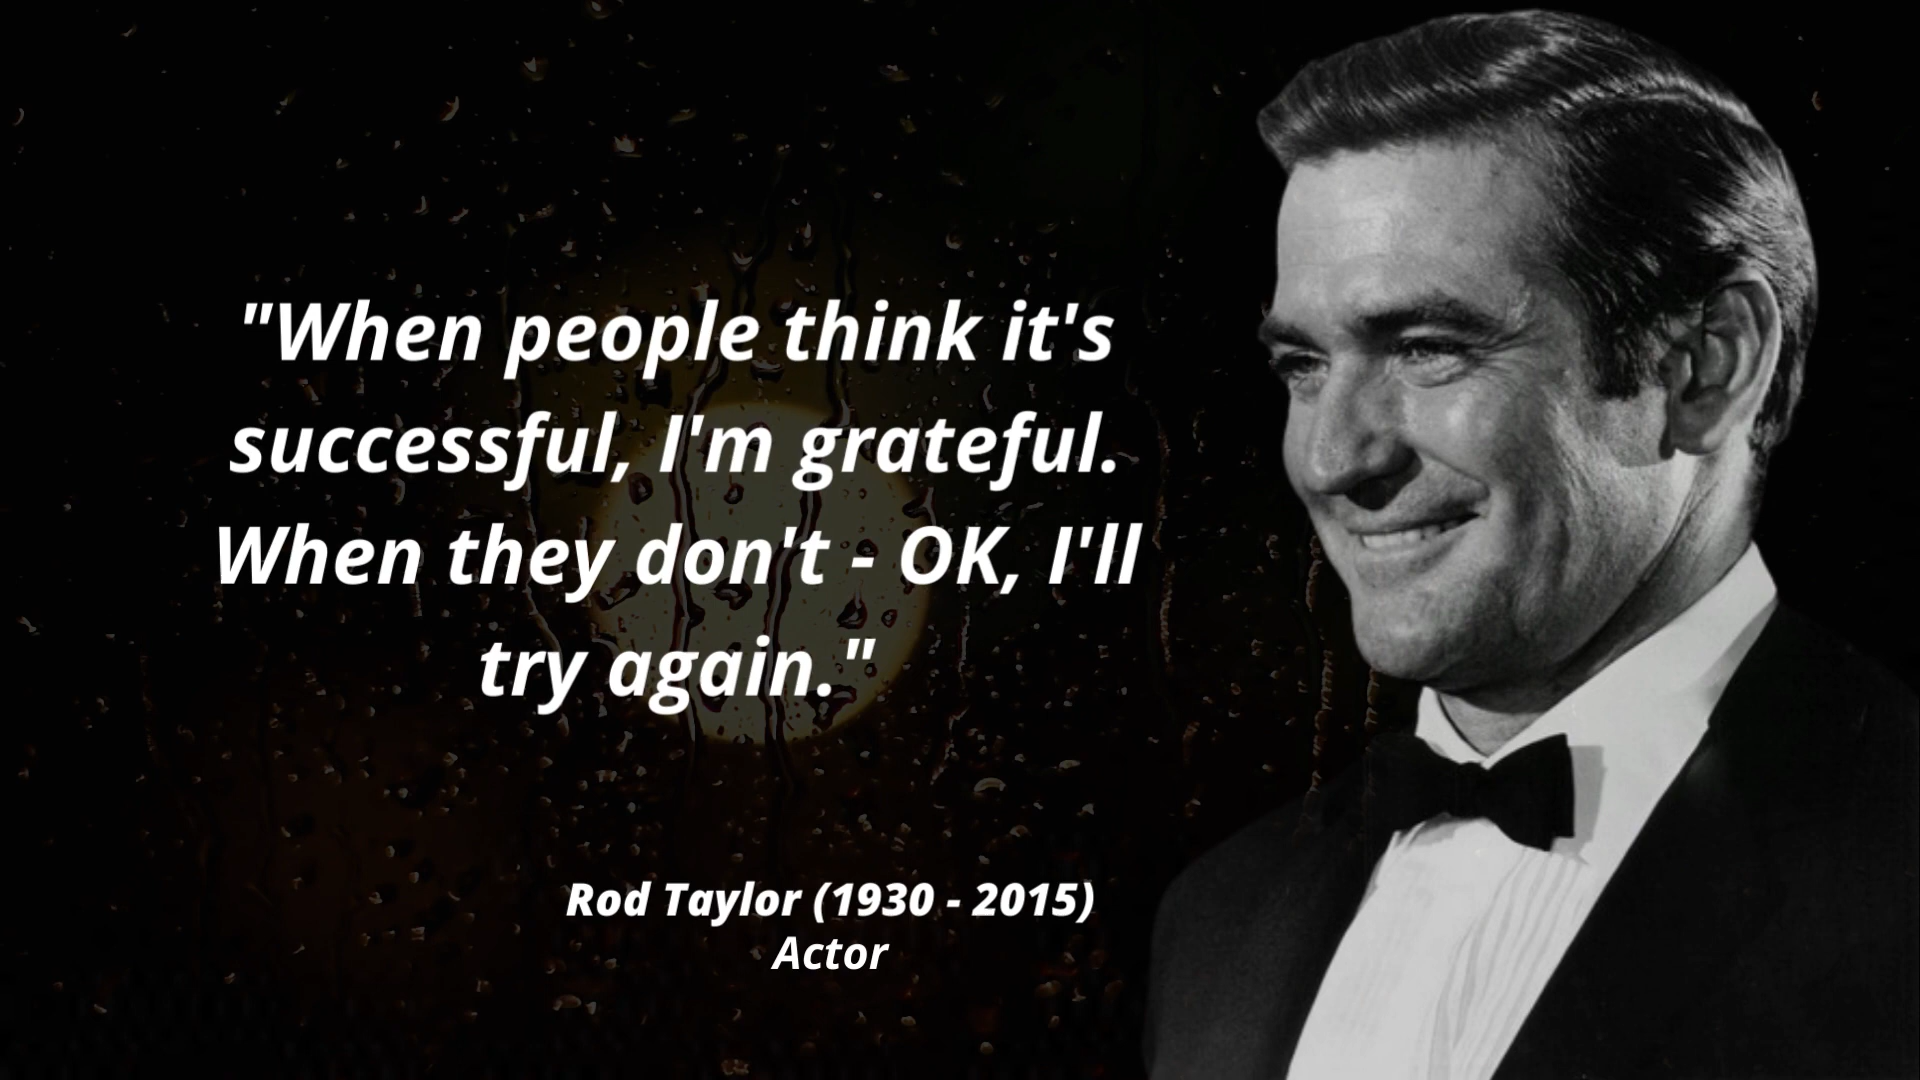 "When people think it's
successful, I'm grateful.
When they don't - OK, I'll
try again."
Rod Taylor (1930 - 2015)
Actor